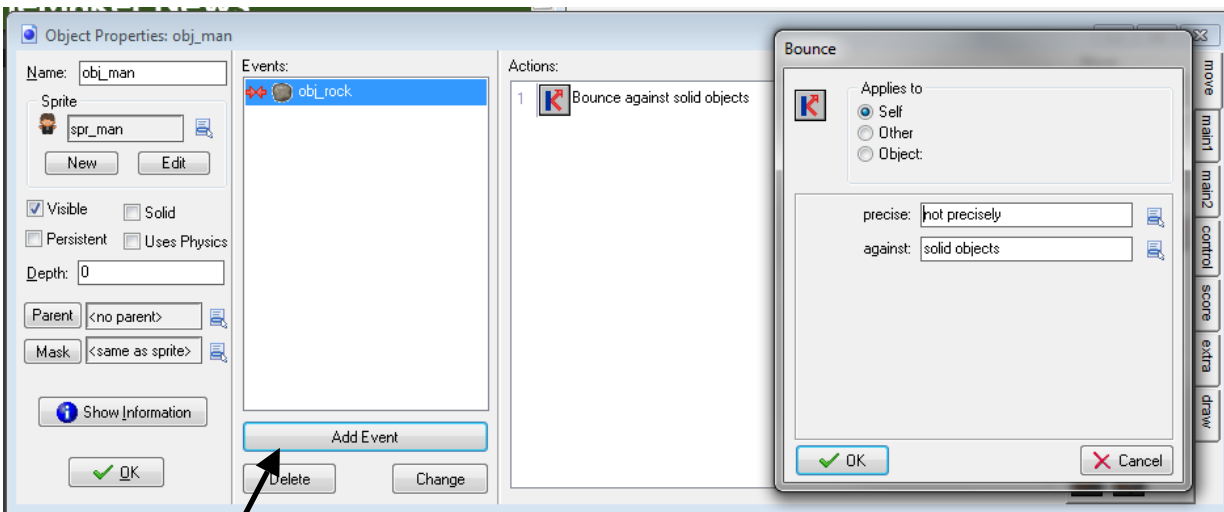 Object Properties: obj_man
Name: obj_man
Sprite
spr_man
New Edit
Visible Solid
Persistent Uses Physics
Depth: 0
Parent <no parent>
Mask <same as sprite>
Show Information
OK
Events:
obj_rock
Add Event
Delete Change
Actions:
1 Bounce against solid objects
Bounce
Applies to
Self
Other
Object:
precise: not precisely
against: solid objects
OK Cancel
move
main1
main2
control
score
extra
draw